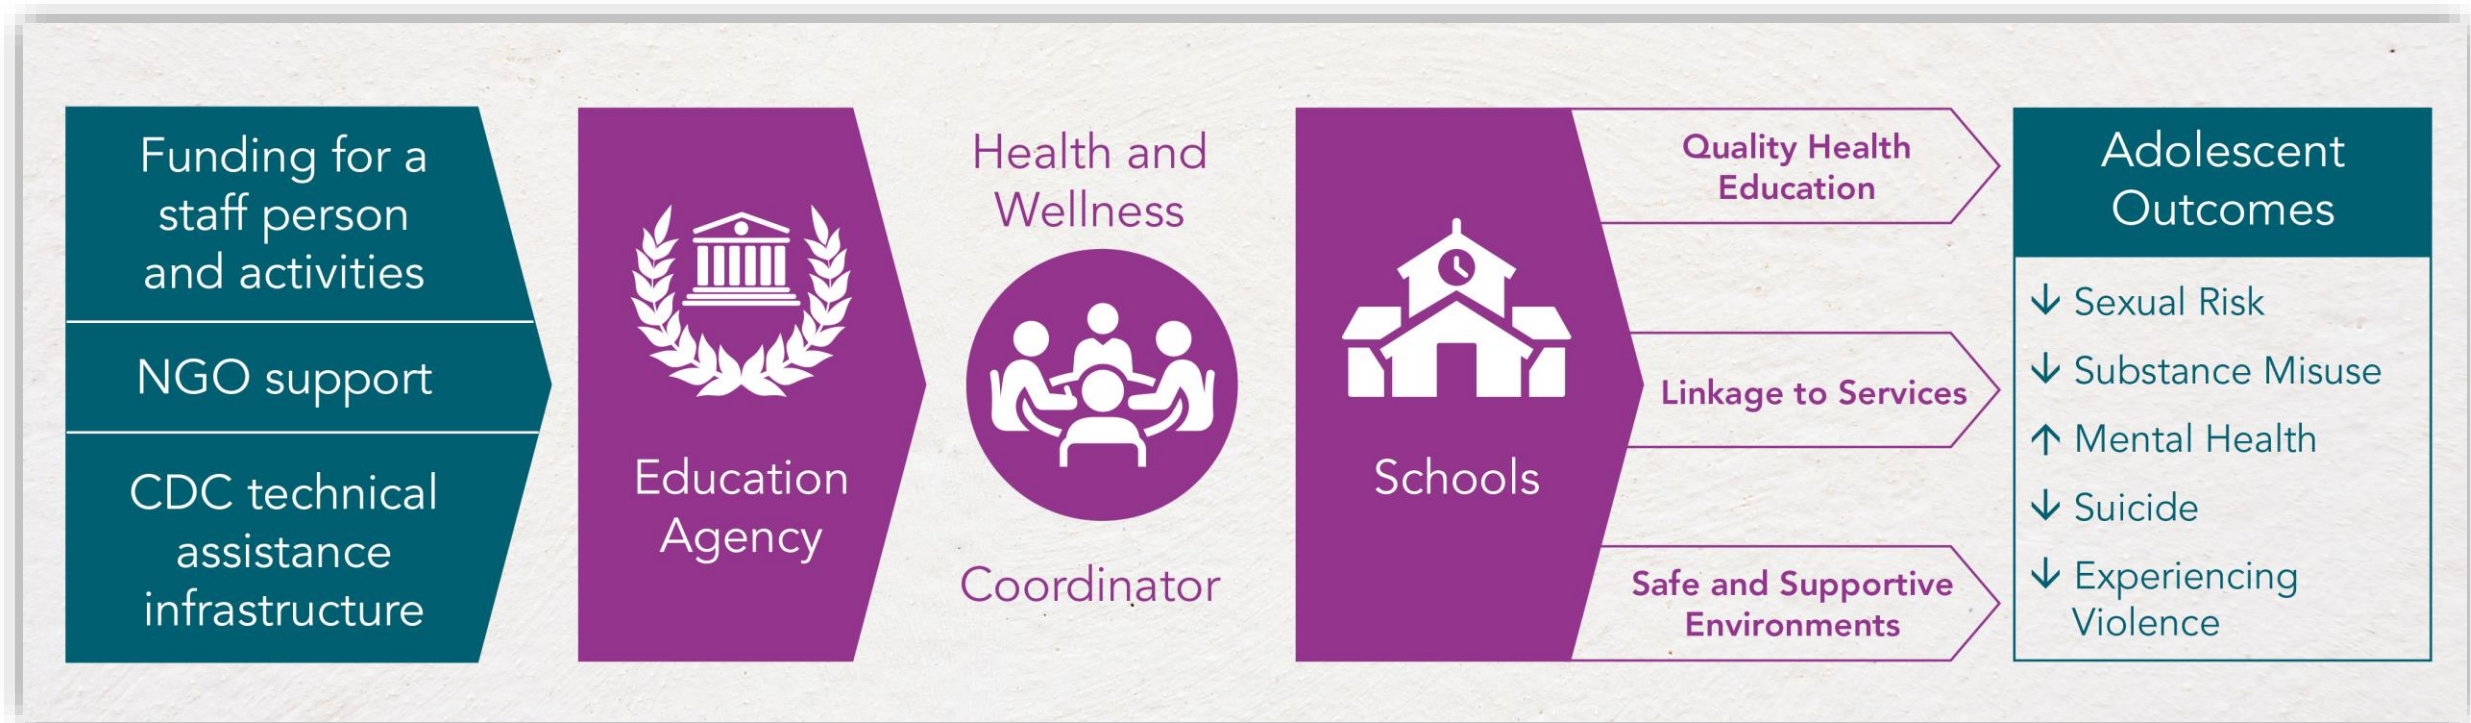 Funding for a
staff person
and activities
NGO support
CDC technical
assistance
infrastructure
Education
Agency
Health and
Wellness
Coordinator
Schools
Quality Health
Education
Linkage to Services
Safe and Supportive
Environments
Adolescent
Outcomes
↓ Sexual Risk
↓ Substance Misuse
↑ Mental Health
↓ Suicide
↓ Experiencing
Violence